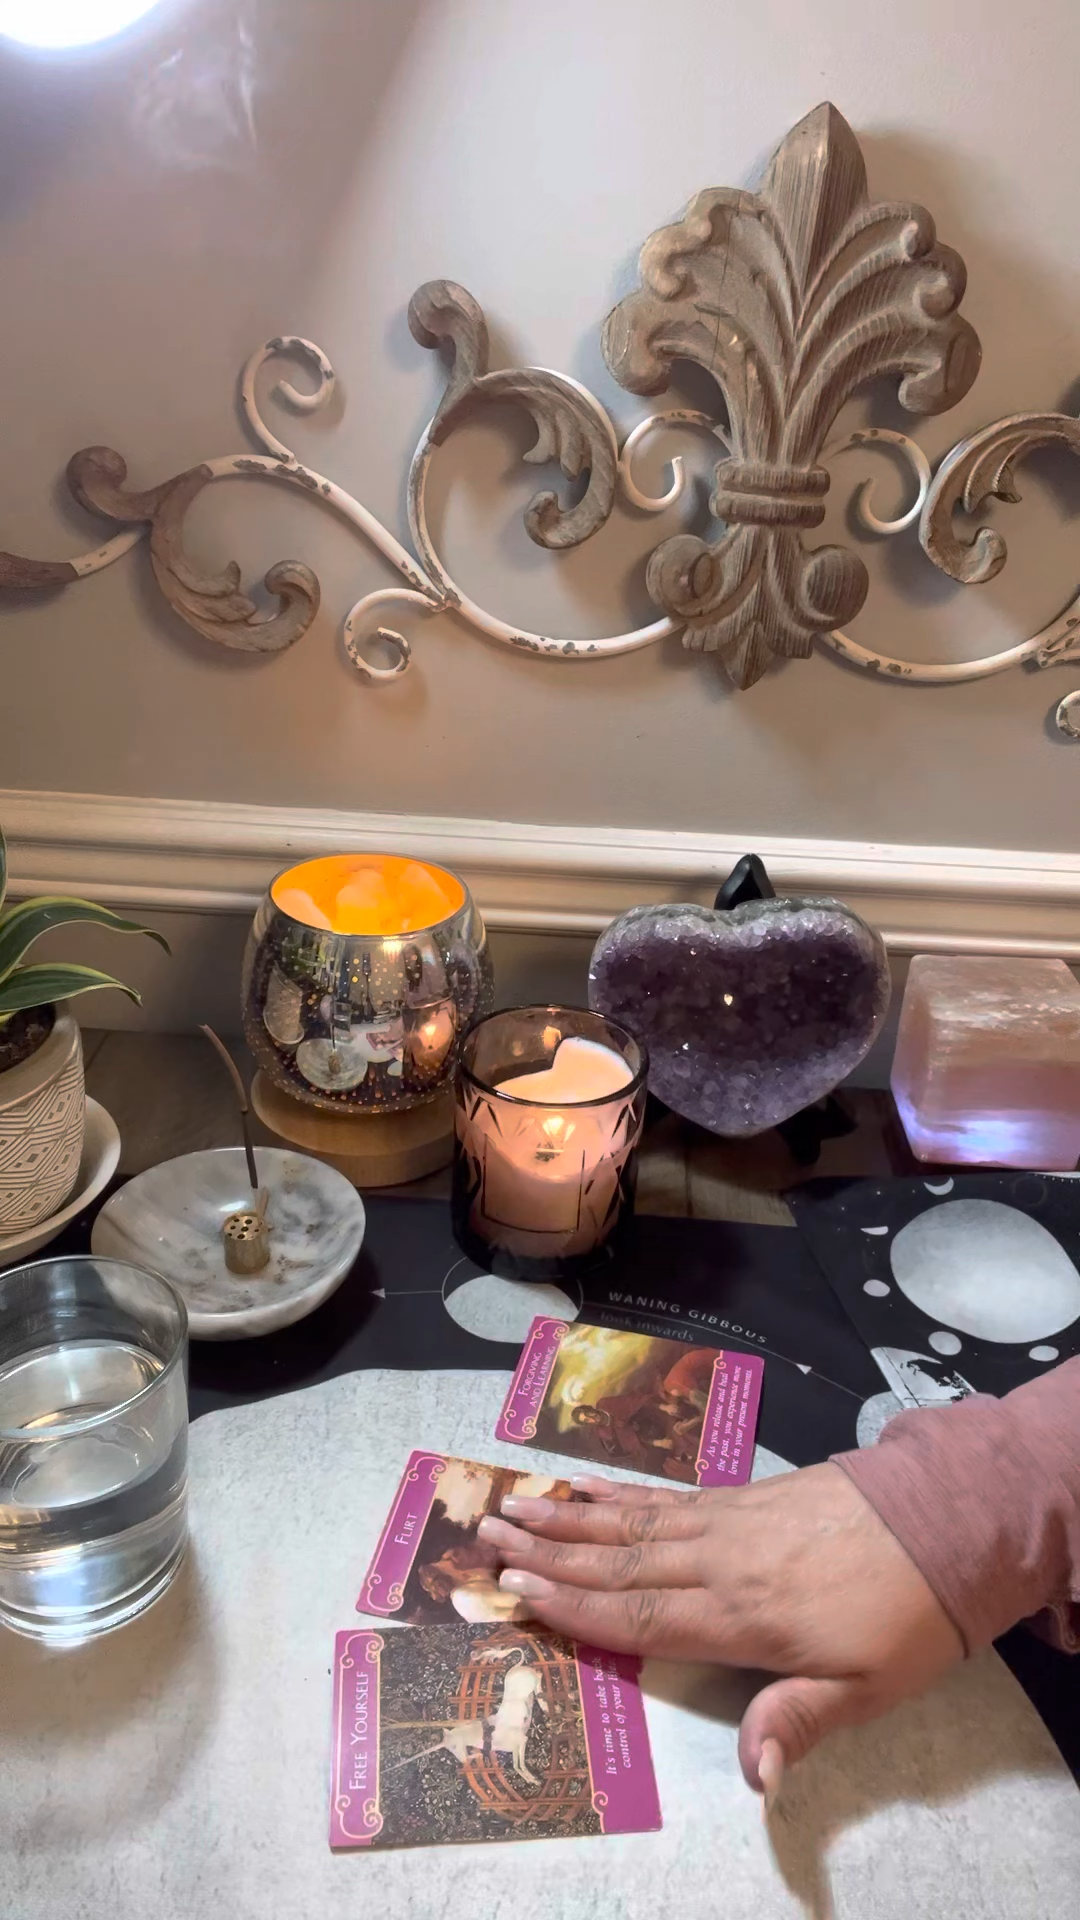 WANING GIBBOUS
look inwards
FORGIVING
AND LEARNING
As you release and heal
the past, you experience more
love in your present moments.
FLIRT
FREE YOURSELF
It's time to take back
control of your life.